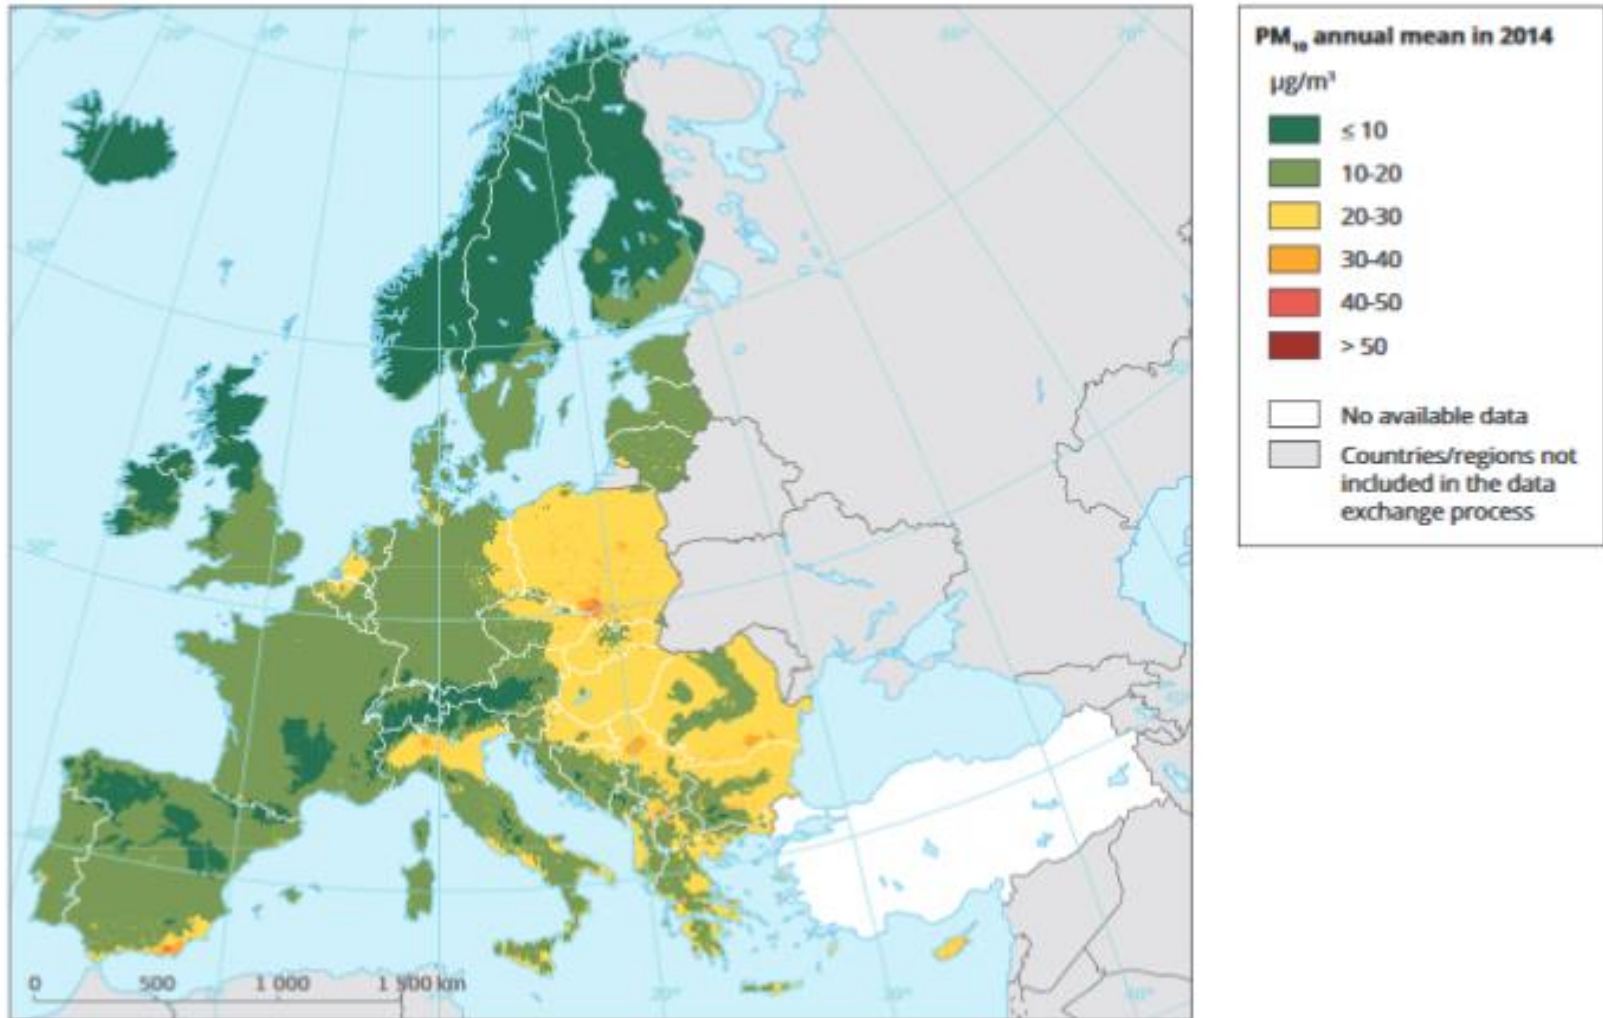 PM₁₀ annual mean in 2014
µg/m³
≤ 10
10-20
20-30
30-40
40-50
> 50
No available data
Countries/regions not
included in the data
exchange process
0 500 1 000 1 500 km